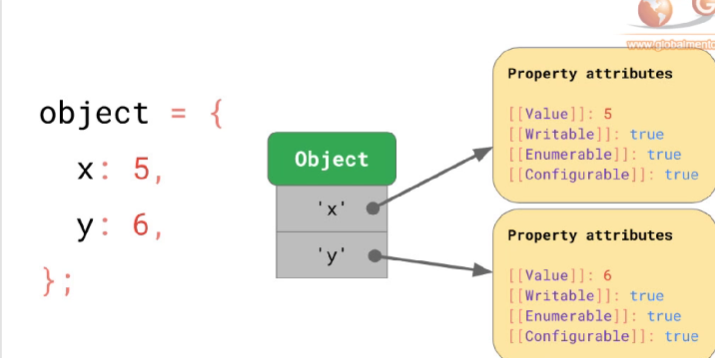 www.globalmento
object = {
x: 5,
y: 6,
};
Object
'x'
'y'
Property attributes
[[Value]]: 5
[[Writable]]: true
[[Enumerable]]: true
[[Configurable]]: true
Property attributes
[[Value]]: 6
[[Writable]]: true
[[Enumerable]]: true
[[Configurable]]: true